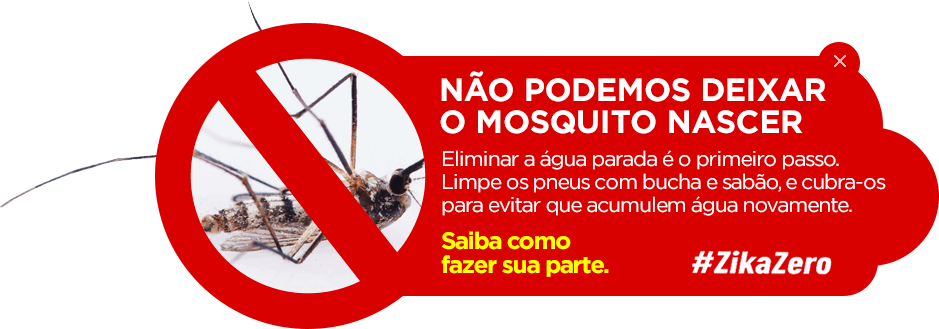 NÃO PODEMOS DEIXAR
O MOSQUITO NASCER
Eliminar a água parada é o primeiro passo.
Limpe os pneus com bucha e sabão, e cubra-os
para evitar que acumulem água novamente.
Saiba como
fazer sua parte.
#ZikaZero